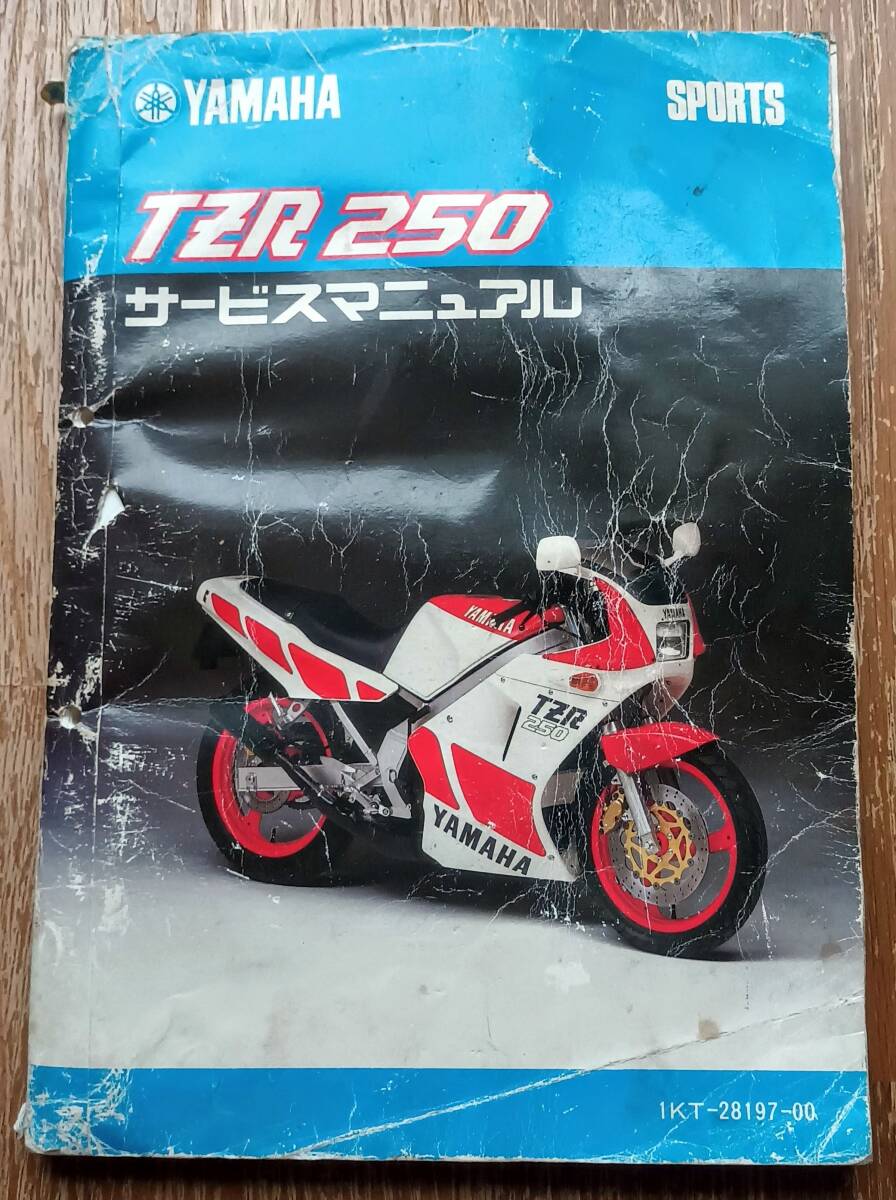 YAMAHA
SPORTS
TZR 250
サービスマニュアル
YAMAHA
YAMAHA
TZR
250
YAMAHA
1KT-28197-00